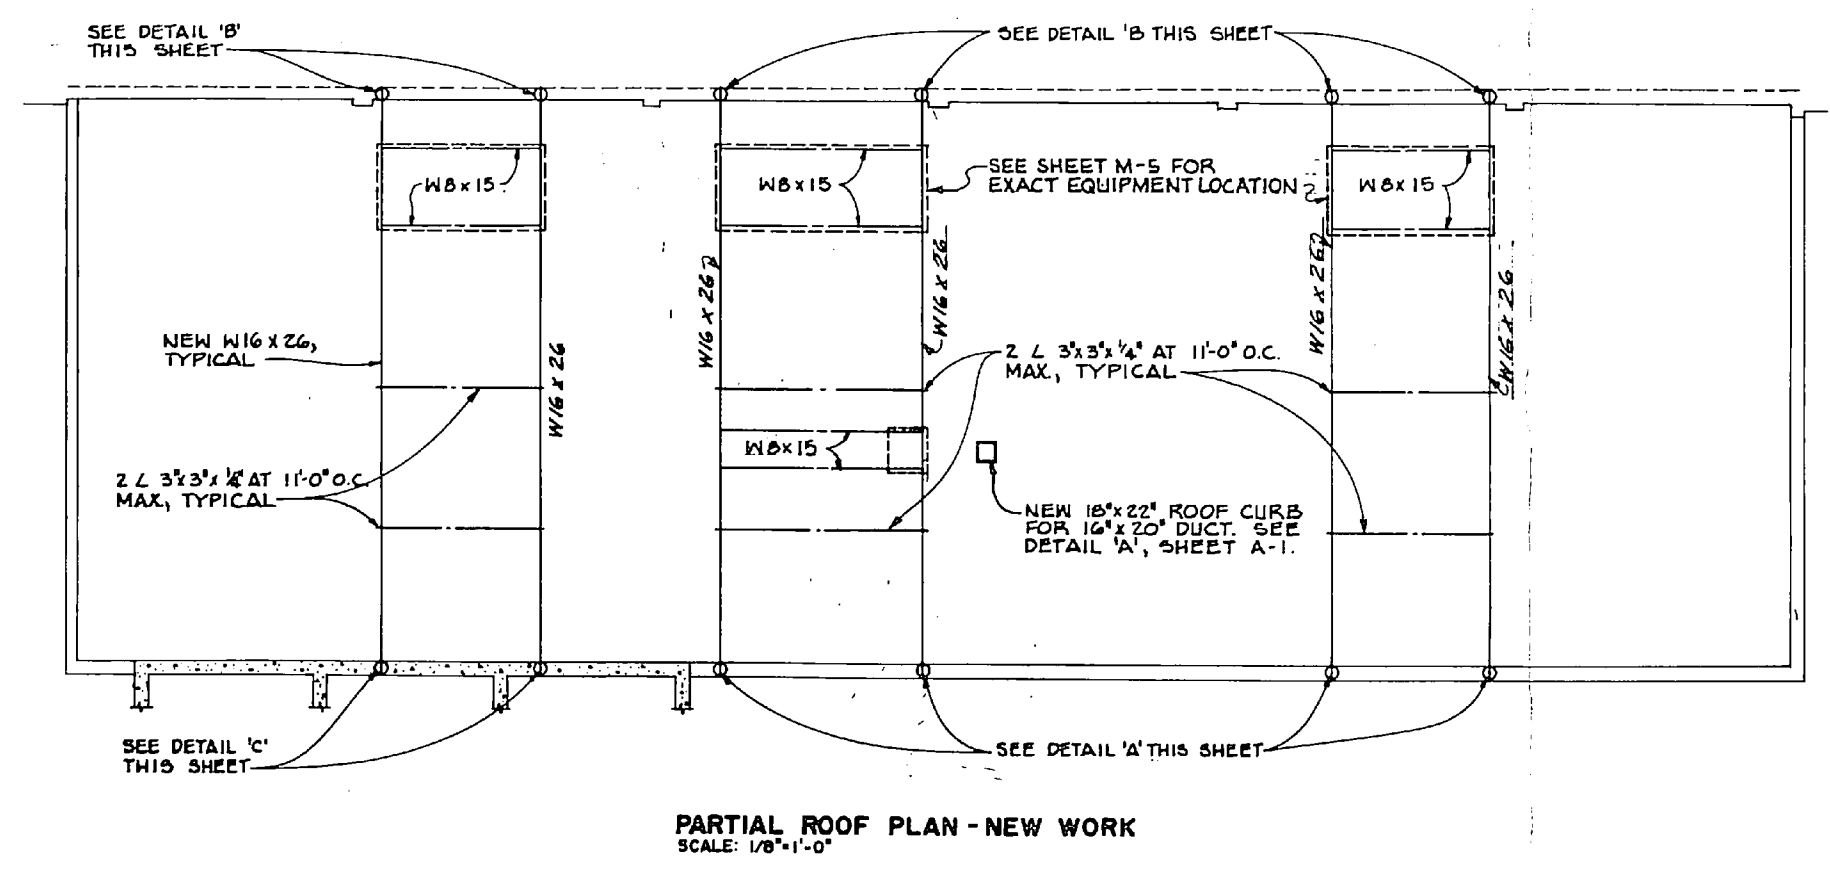 SEE DETAIL 'B'
THIS SHEET
SEE DETAIL 'B THIS SHEET
W8x15
W8x15
SEE SHEET M-5 FOR
EXACT EQUIPMENT LOCATION
W8x15
W16 X 26
W16 X 26
W16 X 26
W16 X 26
NEW W16 X 26,
TYPICAL
W16 X 26
2 ∠ 3"x3"x 1/4" AT 11'-0" O.C.
MAX., TYPICAL
W8x15
2 ∠ 3"x3"x 1/4" AT 11'-0" O.C.
MAX., TYPICAL
NEW 18"x22" ROOF CURB
FOR 16"x20" DUCT. SEE
DETAIL 'A', SHEET A-1.
SEE DETAIL 'C'
THIS SHEET
SEE DETAIL 'A' THIS SHEET
PARTIAL ROOF PLAN - NEW WORK
SCALE: 1/8"=1'-0"